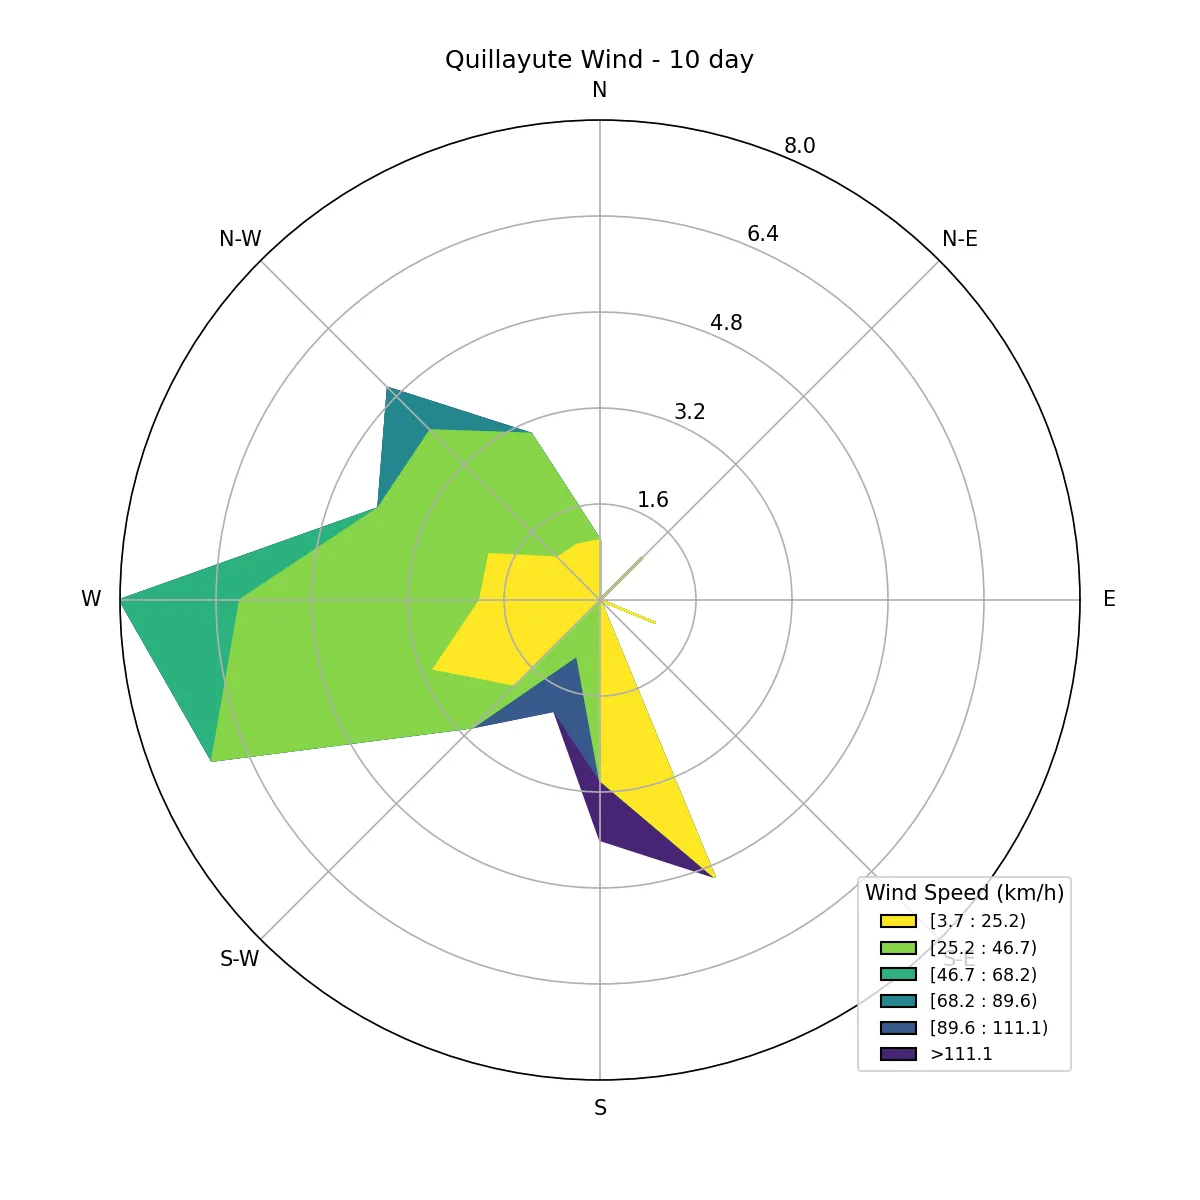 Quillayute Wind - 10 day
N
8.0
N-W
6.4
N-E
4.8
3.2
1.6
W
E
S-W
S-E
S
Wind Speed (km/h)
[3.7 : 25.2)
[25.2 : 46.7)
[46.7 : 68.2)
[68.2 : 89.6)
[89.6 : 111.1)
>111.1